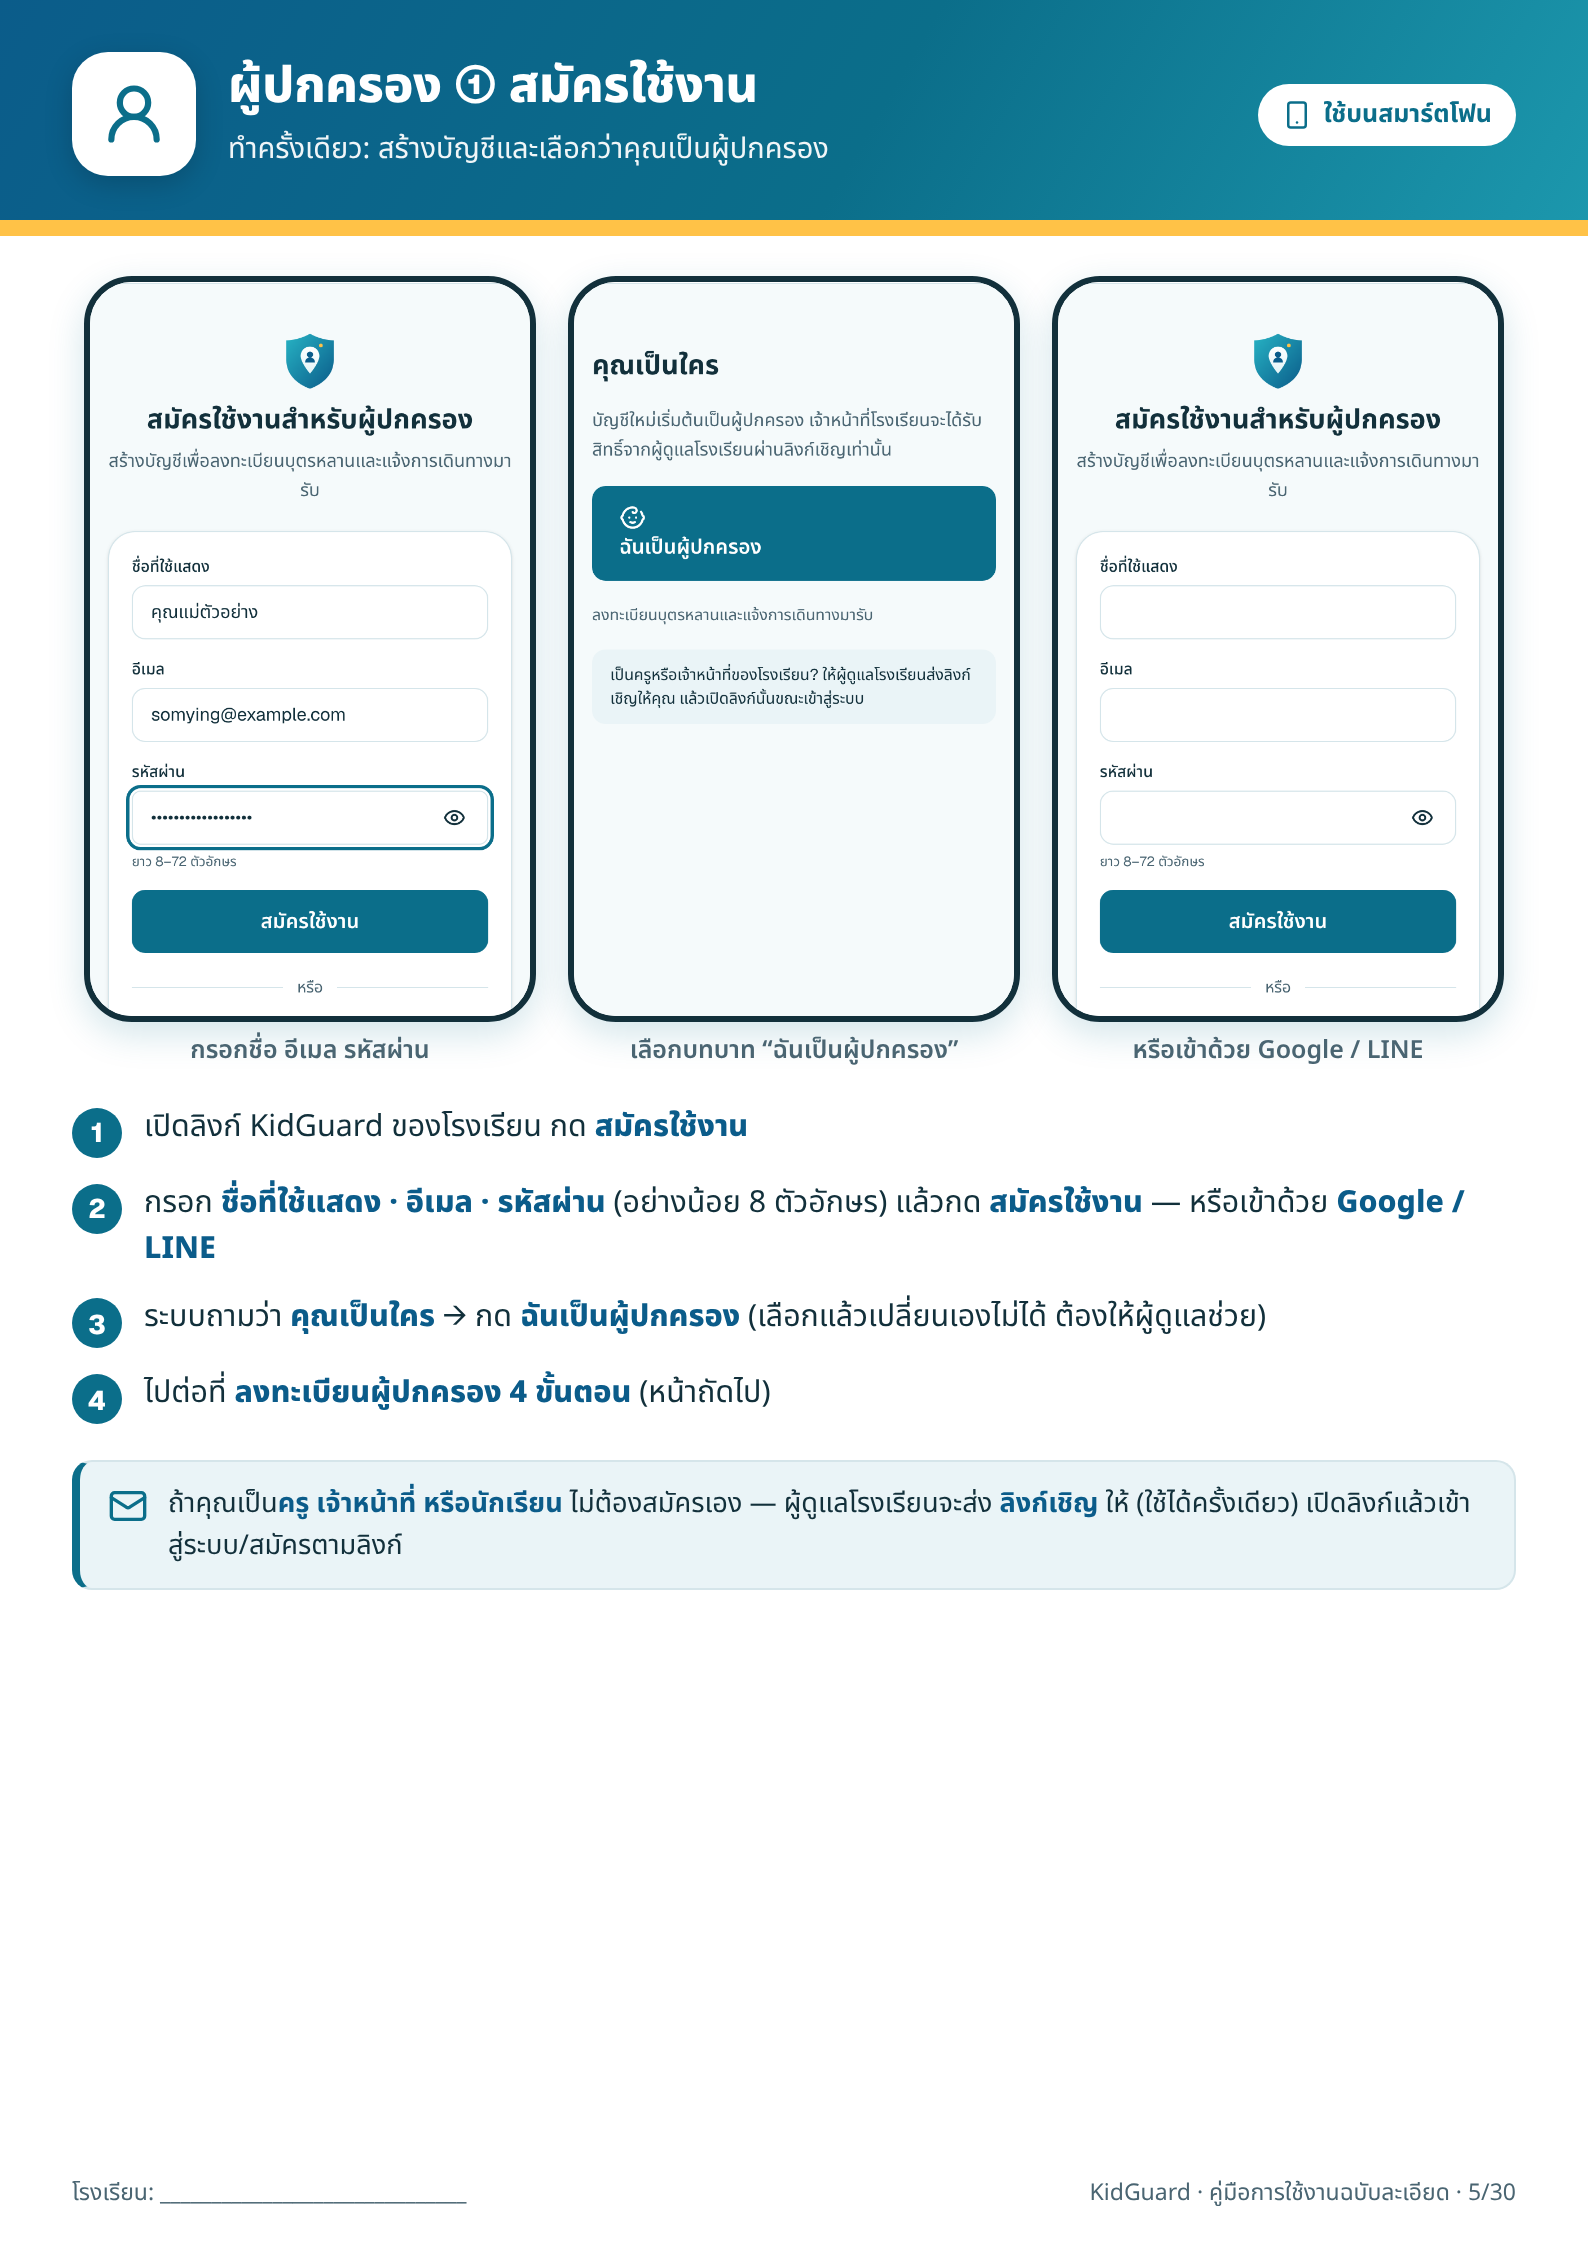 ผู้ปกครอง ① สมัครใช้งาน
ทำครั้งเดียว: สร้างบัญชีและเลือกว่าคุณเป็นผู้ปกครอง
ใช้บนสมาร์ตโฟน
สมัครใช้งานสำหรับผู้ปกครอง
สร้างบัญชีเพื่อลงทะเบียนบุตรหลานและแจ้งการเดินทางมา
รับ
ชื่อที่ใช้แสดง
คุณแม่ตัวอย่าง
อีเมล
somying@example.com
รหัสผ่าน
•••••••••••••••••
ยาว 8–72 ตัวอักษร
สมัครใช้งาน
หรือ
กรอกชื่อ อีเมล รหัสผ่าน
คุณเป็นใคร
บัญชีใหม่เริ่มต้นเป็นผู้ปกครอง เจ้าหน้าที่โรงเรียนจะได้รับ
สิทธิ์จากผู้ดูแลโรงเรียนผ่านลิงก์เชิญเท่านั้น
ฉันเป็นผู้ปกครอง
ลงทะเบียนบุตรหลานและแจ้งการเดินทางมารับ
เป็นครูหรือเจ้าหน้าที่ของโรงเรียน? ให้ผู้ดูแลโรงเรียนส่งลิงก์
เชิญให้คุณ แล้วเปิดลิงก์นั้นขณะเข้าสู่ระบบ
เลือกบทบาท “ฉันเป็นผู้ปกครอง”
สมัครใช้งานสำหรับผู้ปกครอง
สร้างบัญชีเพื่อลงทะเบียนบุตรหลานและแจ้งการเดินทางมา
รับ
ชื่อที่ใช้แสดง
อีเมล
รหัสผ่าน
ยาว 8–72 ตัวอักษร
สมัครใช้งาน
หรือ
หรือเข้าด้วย Google / LINE
1 เปิดลิงก์ KidGuard ของโรงเรียน กด สมัครใช้งาน
2 กรอก ชื่อที่ใช้แสดง · อีเมล · รหัสผ่าน (อย่างน้อย 8 ตัวอักษร) แล้วกด สมัครใช้งาน — หรือเข้าด้วย Google /
LINE
3 ระบบถามว่า คุณเป็นใคร → กด ฉันเป็นผู้ปกครอง (เลือกแล้วเปลี่ยนเองไม่ได้ ต้องให้ผู้ดูแลช่วย)
4 ไปต่อที่ ลงทะเบียนผู้ปกครอง 4 ขั้นตอน (หน้าถัดไป)
ถ้าคุณเป็นครู เจ้าหน้าที่ หรือนักเรียน ไม่ต้องสมัครเอง — ผู้ดูแลโรงเรียนจะส่ง ลิงก์เชิญ ให้ (ใช้ได้ครั้งเดียว) เปิดลิงก์แล้วเข้า
สู่ระบบ/สมัครตามลิงก์
โรงเรียน: __________________________
KidGuard · คู่มือการใช้งานฉบับละเอียด · 5/30